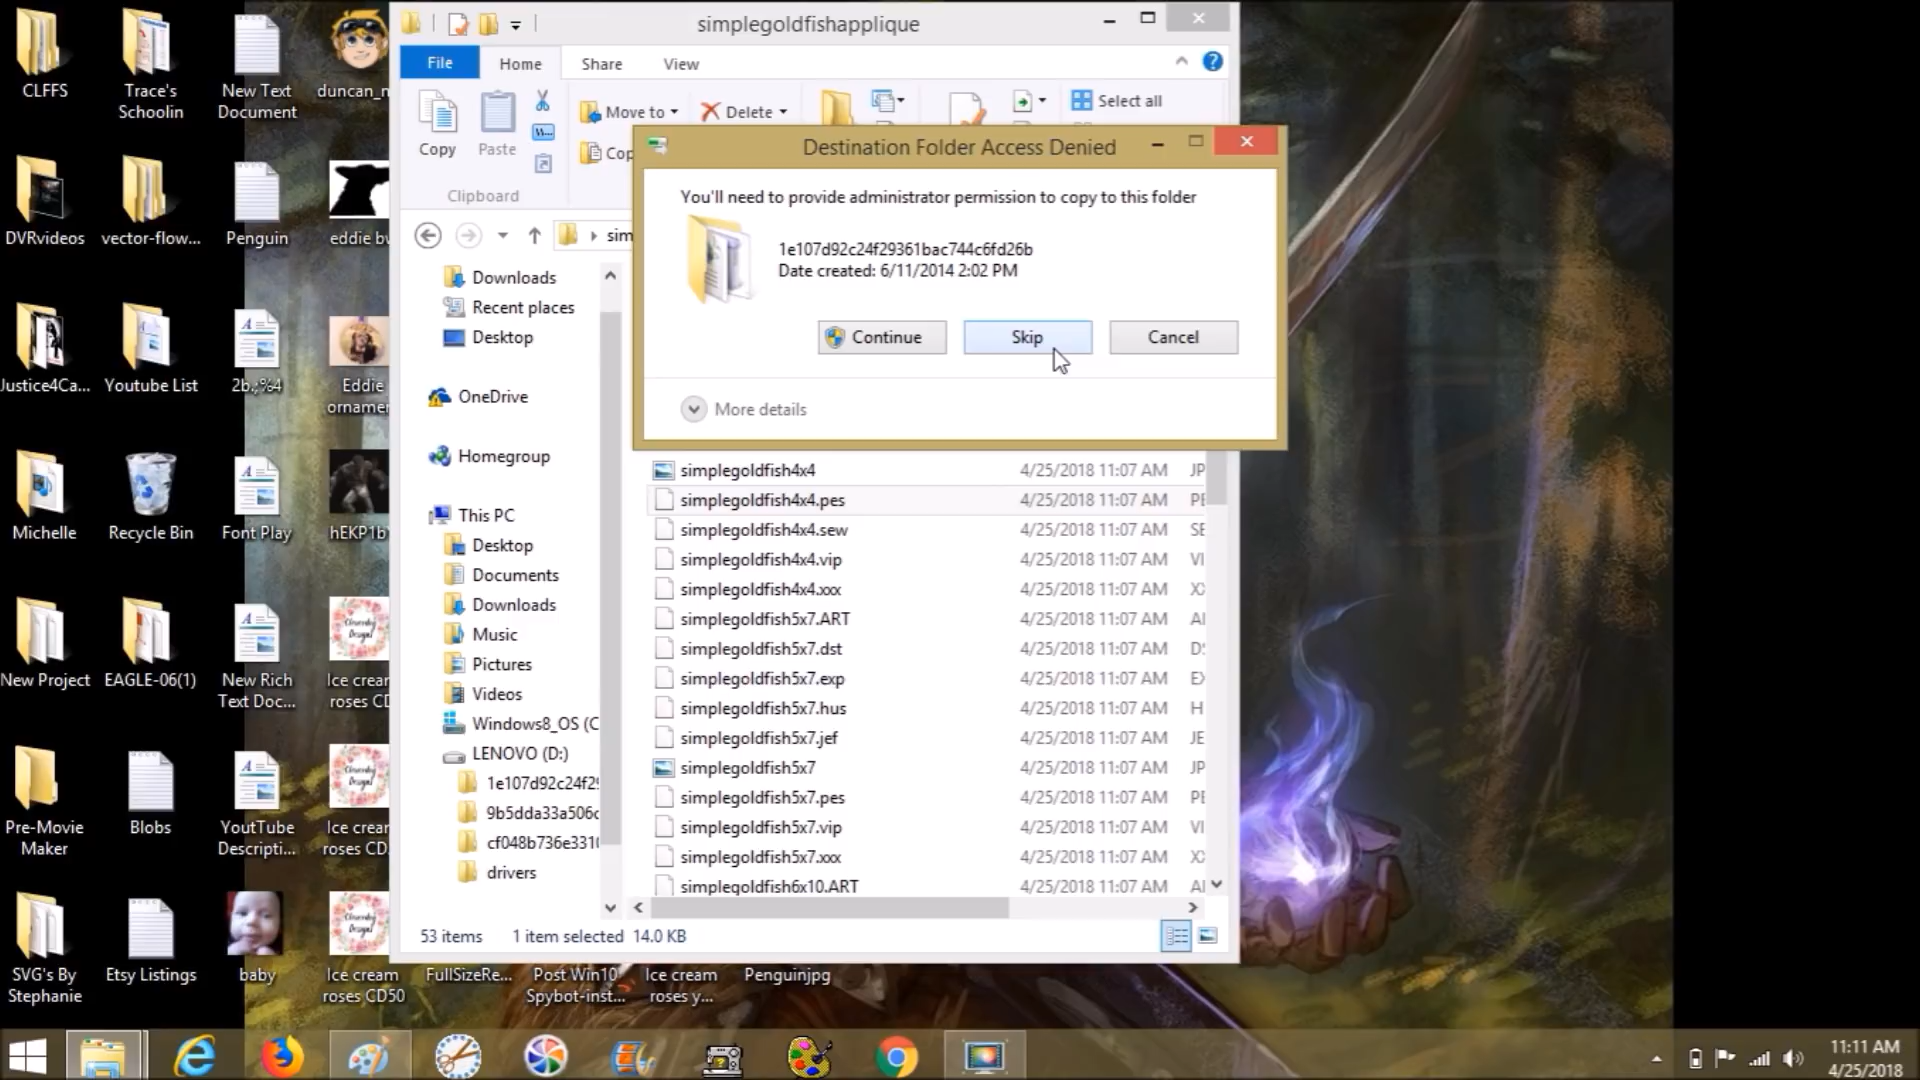 simplegoldfishapplique
File
Home
Share
View
Copy
Paste
Clipboard
Move to
Delete
Select all
Destination Folder Access Denied
You'll need to provide administrator permission to copy to this folder
1e107d92c24f29361bac744c6fd26b
Date created: 6/11/2014 2:02 PM
Continue
Skip
Cancel
More details
Downloads
Recent places
Desktop
OneDrive
Homegroup
This PC
Desktop
Documents
Downloads
Music
Pictures
Videos
Windows8_OS (C
LENOVO (D:)
1e107d92c24f2
9b5dda33a506
cf048b736e331
drivers
simplegoldfish4x4 4/25/2018 11:07 AM JP
simplegoldfish4x4.pes 4/25/2018 11:07 AM PE
simplegoldfish4x4.sew 4/25/2018 11:07 AM SE
simplegoldfish4x4.vip 4/25/2018 11:07 AM VI
simplegoldfish4x4.xxx 4/25/2018 11:07 AM XX
simplegoldfish5x7.ART 4/25/2018 11:07 AM AI
simplegoldfish5x7.dst 4/25/2018 11:07 AM DS
simplegoldfish5x7.exp 4/25/2018 11:07 AM EX
simplegoldfish5x7.hus 4/25/2018 11:07 AM H
simplegoldfish5x7.jef 4/25/2018 11:07 AM JE
simplegoldfish5x7 4/25/2018 11:07 AM JP
simplegoldfish5x7.pes 4/25/2018 11:07 AM PE
simplegoldfish5x7.vip 4/25/2018 11:07 AM VI
simplegoldfish5x7.xxx 4/25/2018 11:07 AM XX
simplegoldfish6x10.ART 4/25/2018 11:07 AM AI
53 items 1 item selected 14.0 KB
CLFFS
Trace's
Schoolin
New Text
Document
duncan_n
DVRvideos
vector-flow...
Penguin
eddie bw
Justice4Ca...
Youtube List
2b,;%4
Eddie
ornamen
Michelle
Recycle Bin
Font Play
hEKP1b
New Project
EAGLE-06(1)
New Rich
Text Doc...
Ice crear
roses CD
Pre-Movie
Maker
Blobs
YoutTube
Descripti...
Ice crear
roses CD
SVG's By
Stephanie
Etsy Listings
baby
Ice cream
roses CD50
FullSizeRe...
Post Win10
Spybot-inst...
Ice cream
roses y...
Penguinjpg
11:11 AM
4/25/2018